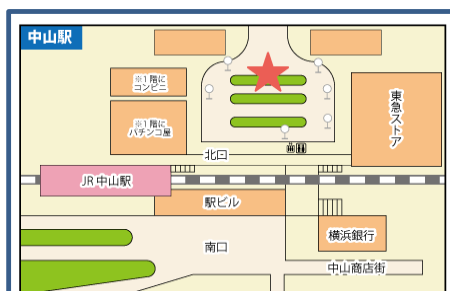 中山駅
※1階に
コンビニ
※1階に
パチンコ屋
東急ストア
北口
JR中山駅
駅ビル
横浜銀行
南口
中山商店街